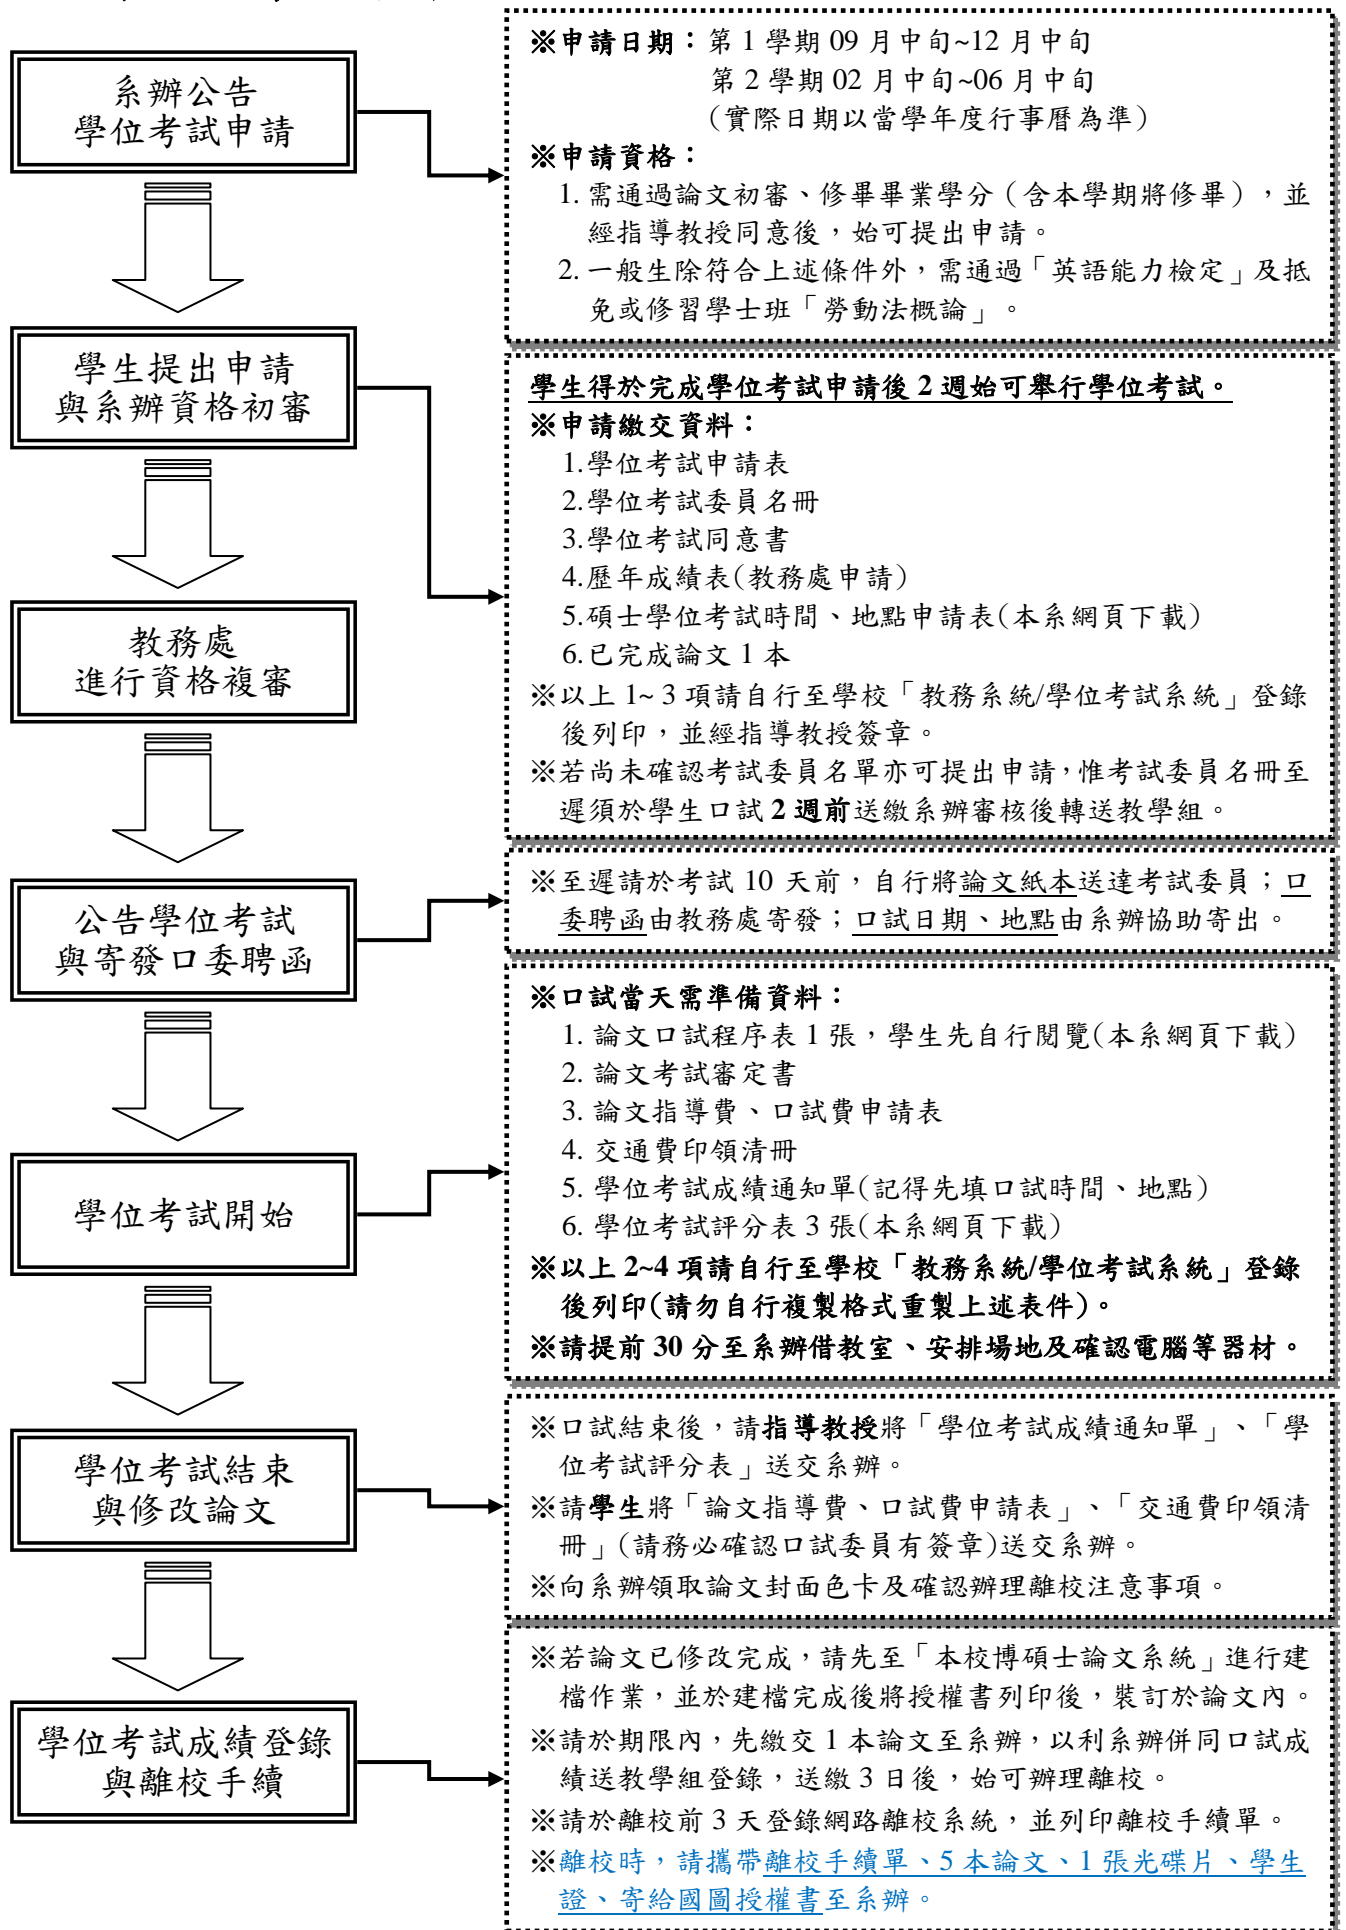 系辦公告
學位考試申請
※申請日期：第 1 學期 09 月中旬~12 月中旬
第 2 學期 02 月中旬~06 月中旬
（實際日期以當學年度行事曆為準）
※申請資格：
1. 需通過論文初審、修畢畢業學分（含本學期將修畢），並
經指導教授同意後，始可提出申請。
2. 一般生除符合上述條件外，需通過「英語能力檢定」及抵
免或修習學士班「勞動法概論」。
學生提出申請
與系辦資格初審
學生得於完成學位考試申請後 2 週始可舉行學位考試。
※申請繳交資料：
1.學位考試申請表
2.學位考試委員名冊
3.學位考試同意書
4.歷年成績表(教務處申請)
5.碩士學位考試時間、地點申請表(本系網頁下載)
6.已完成論文 1 本
※以上 1~ 3 項請自行至學校「教務系統/學位考試系統」登錄
後列印，並經指導教授簽章。
※若尚未確認考試委員名單亦可提出申請，惟考試委員名冊至
遲須於學生口試 2 週前送繳系辦審核後轉送教學組。
教務處
進行資格複審
公告學位考試
與寄發口委聘函
※至遲請於考試 10 天前，自行將論文紙本送達考試委員；口
委聘函由教務處寄發；口試日期、地點由系辦協助寄出。
學位考試開始
※口試當天需準備資料：
1. 論文口試程序表 1 張，學生先自行閱覽(本系網頁下載)
2. 論文考試審定書
3. 論文指導費、口試費申請表
4. 交通費印領清冊
5. 學位考試成績通知單(記得先填口試時間、地點)
6. 學位考試評分表 3 張(本系網頁下載)
※以上 2~4 項請自行至學校「教務系統/學位考試系統」登錄
後列印(請勿自行複製格式重製上述表件)。
※請提前 30 分至系辦借教室、安排場地及確認電腦等器材。
學位考試結束
與修改論文
※口試結束後，請指導教授將「學位考試成績通知單」、「學
位考試評分表」送交系辦。
※請學生將「論文指導費、口試費申請表」、「交通費印領清
冊」(請務必確認口試委員有簽章)送交系辦。
※向系辦領取論文封面色卡及確認辦理離校注意事項。
學位考試成績登錄
與離校手續
※若論文已修改完成，請先至「本校博碩士論文系統」進行建
檔作業，並於建檔完成後將授權書列印後，裝訂於論文內。
※請於期限內，先繳交 1 本論文至系辦，以利系辦併同口試成
績送教學組登錄，送繳 3 日後，始可辦理離校。
※請於離校前 3 天登錄網路離校系統，並列印離校手續單。
※離校時，請攜帶離校手續單、5 本論文、1 張光碟片、學生
證、寄給國圖授權書至系辦。